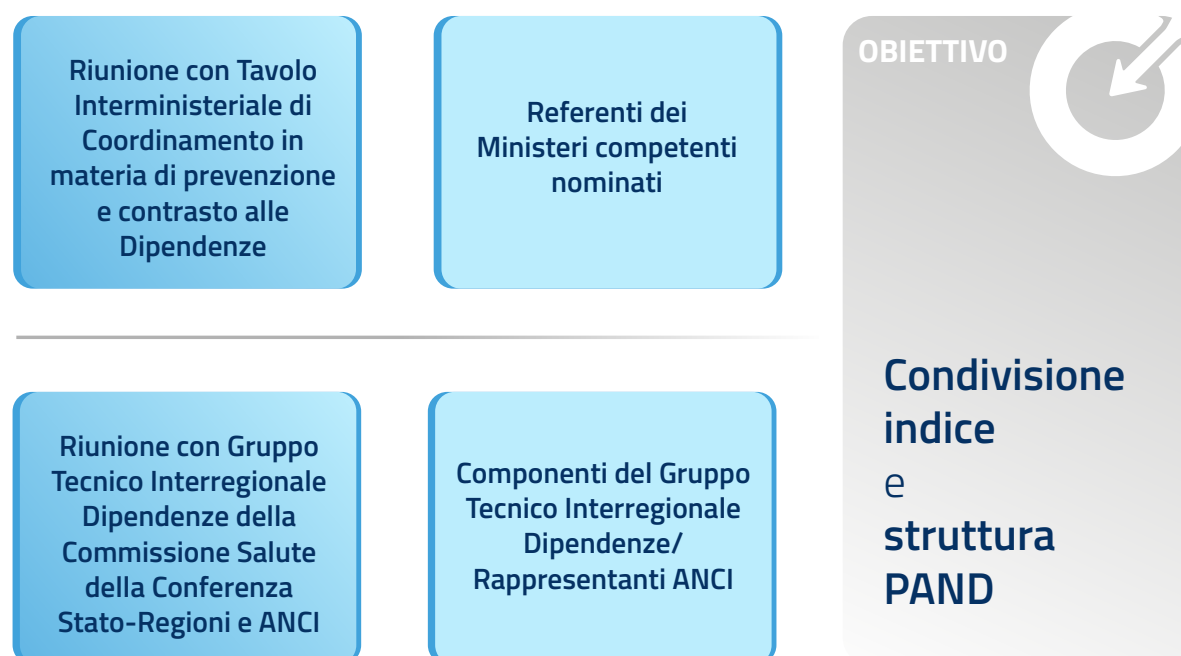 Riunione con Tavolo
Interministeriale di
Coordinamento in
materia di prevenzione
e contrasto alle
Dipendenze
Referenti dei
Ministeri competenti
nominati
Riunione con Gruppo
Tecnico Interregionale
Dipendenze della
Commissione Salute
della Conferenza
Stato-Regioni e ANCI
Componenti del Gruppo
Tecnico Interregionale
Dipendenze/
Rappresentanti ANCI
OBIETTIVO
Condivisione
indice
e
struttura
PAND